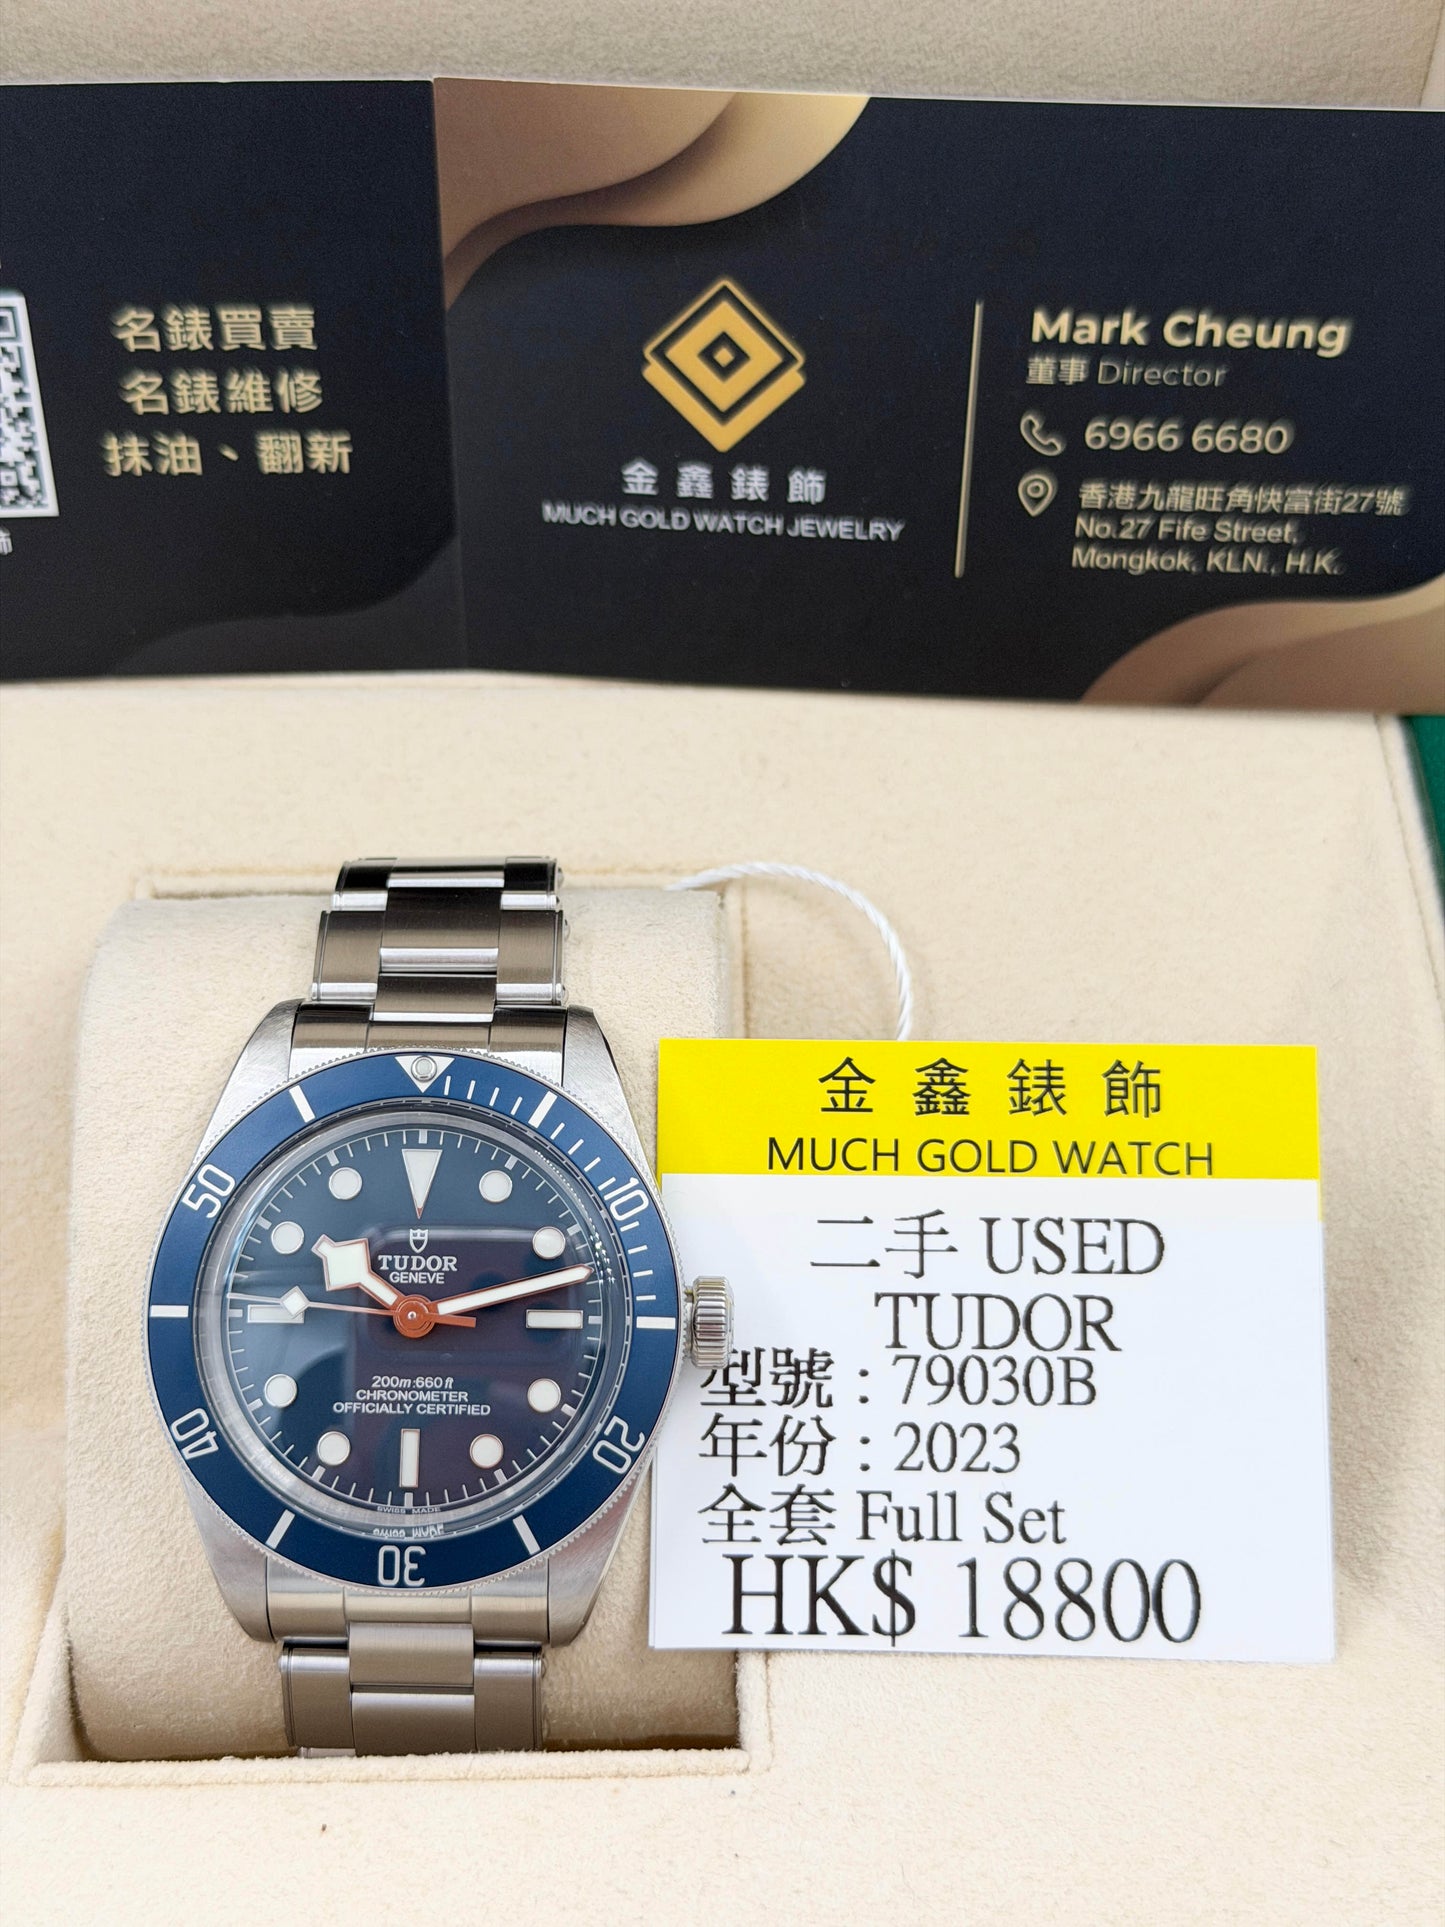 名錶買賣
名錶維修
抹油、翻新
飾
金鑫錶飾
MUCH GOLD WATCH JEWELRY
Mark Cheung
董事 Director
6966 6680
香港九龍旺角快富街27號
No.27 Fife Street,
Mongkok, KLN., H.K.
10
20
30
40
50
TUDOR
GENEVE
200m:660ft
CHRONOMETER
OFFICIALLY CERTIFIED
SWISS MADE
金鑫錶飾
MUCH GOLD WATCH
二手 USED
TUDOR
型號:79030B
年份:2023
全套 Full Set
HK$ 18800